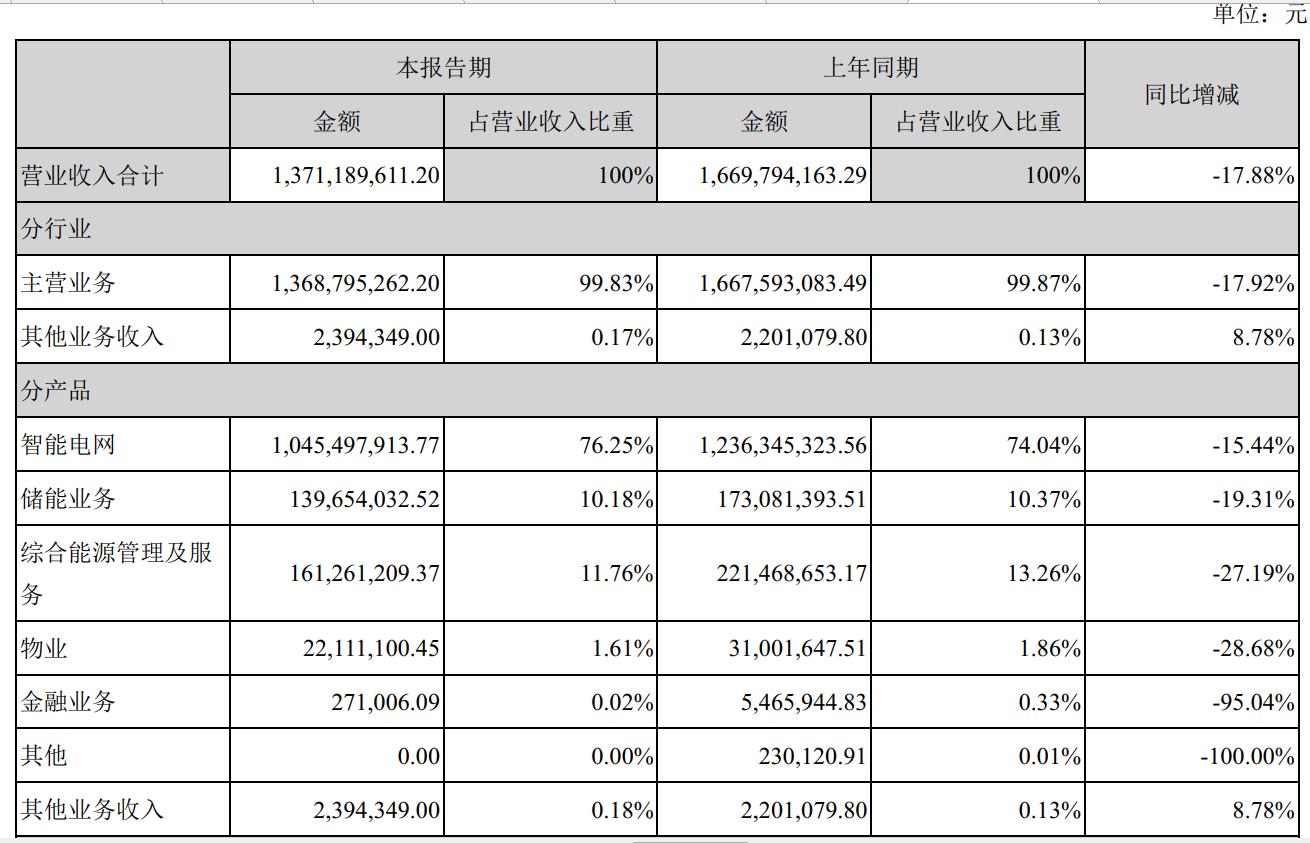 单位：元
本报告期 上年同期 同比增减
金额 占营业收入比重 金额 占营业收入比重
营业收入合计 1,371,189,611.20 100% 1,669,794,163.29 100% -17.88%
分行业
主营业务 1,368,795,262.20 99.83% 1,667,593,083.49 99.87% -17.92%
其他业务收入 2,394,349.00 0.17% 2,201,079.80 0.13% 8.78%
分产品
智能电网 1,045,497,913.77 76.25% 1,236,345,323.56 74.04% -15.44%
储能业务 139,654,032.52 10.18% 173,081,393.51 10.37% -19.31%
综合能源管理及服
务 161,261,209.37 11.76% 221,468,653.17 13.26% -27.19%
物业 22,111,100.45 1.61% 31,001,647.51 1.86% -28.68%
金融业务 271,006.09 0.02% 5,465,944.83 0.33% -95.04%
其他 0.00 0.00% 230,120.91 0.01% -100.00%
其他业务收入 2,394,349.00 0.18% 2,201,079.80 0.13% 8.78%